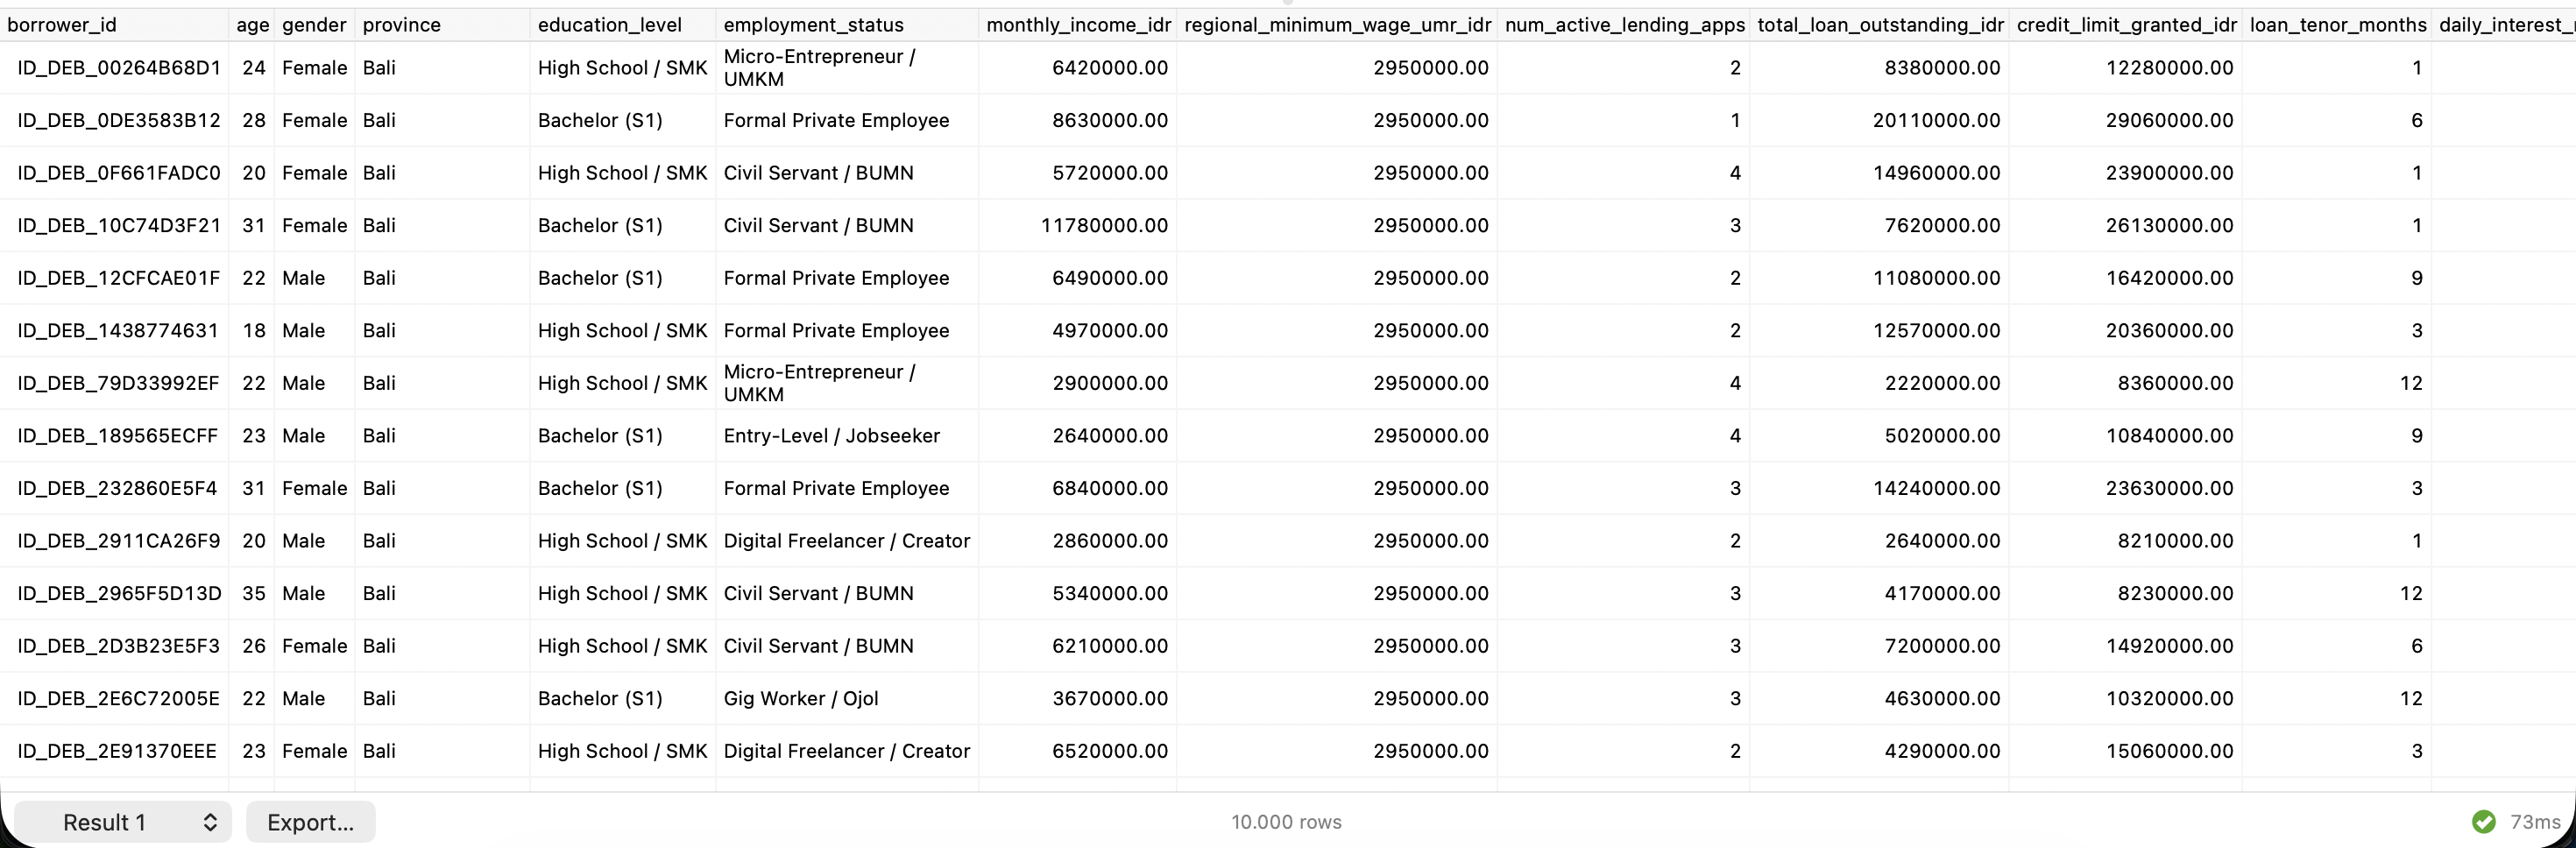 borrower_id age gender province education_level employment_status monthly_income_idr regional_minimum_wage_umr_idr num_active_lending_apps total_loan_outstanding_idr credit_limit_granted_idr loan_tenor_months daily_interest_
ID_DEB_00264B68D1 24 Female Bali High School / SMK Micro-Entrepreneur / UMKM 6420000.00 2950000.00 2 8380000.00 12280000.00 1
ID_DEB_0DE3583B12 28 Female Bali Bachelor (S1) Formal Private Employee 8630000.00 2950000.00 1 20110000.00 29060000.00 6
ID_DEB_0F661FADC0 20 Female Bali High School / SMK Civil Servant / BUMN 5720000.00 2950000.00 4 14960000.00 23900000.00 1
ID_DEB_10C74D3F21 31 Female Bali Bachelor (S1) Civil Servant / BUMN 11780000.00 2950000.00 3 7620000.00 26130000.00 1
ID_DEB_12CFCAE01F 22 Male Bali Bachelor (S1) Formal Private Employee 6490000.00 2950000.00 2 11080000.00 16420000.00 9
ID_DEB_1438774631 18 Male Bali High School / SMK Formal Private Employee 4970000.00 2950000.00 2 12570000.00 20360000.00 3
ID_DEB_79D33992EF 22 Male Bali High School / SMK Micro-Entrepreneur / UMKM 2900000.00 2950000.00 4 2220000.00 8360000.00 12
ID_DEB_189565ECFF 23 Male Bali Bachelor (S1) Entry-Level / Jobseeker 2640000.00 2950000.00 4 5020000.00 10840000.00 9
ID_DEB_232860E5F4 31 Female Bali Bachelor (S1) Formal Private Employee 6840000.00 2950000.00 3 14240000.00 23630000.00 3
ID_DEB_2911CA26F9 20 Male Bali High School / SMK Digital Freelancer / Creator 2860000.00 2950000.00 2 2640000.00 8210000.00 1
ID_DEB_2965F5D13D 35 Male Bali High School / SMK Civil Servant / BUMN 5340000.00 2950000.00 3 4170000.00 8230000.00 12
ID_DEB_2D3B23E5F3 26 Female Bali High School / SMK Civil Servant / BUMN 6210000.00 2950000.00 3 7200000.00 14920000.00 6
ID_DEB_2E6C72005E 22 Male Bali Bachelor (S1) Gig Worker / Ojol 3670000.00 2950000.00 3 4630000.00 10320000.00 12
ID_DEB_2E91370EEE 23 Female Bali High School / SMK Digital Freelancer / Creator 6520000.00 2950000.00 2 4290000.00 15060000.00 3
Result 1 Export... 10.000 rows 73ms